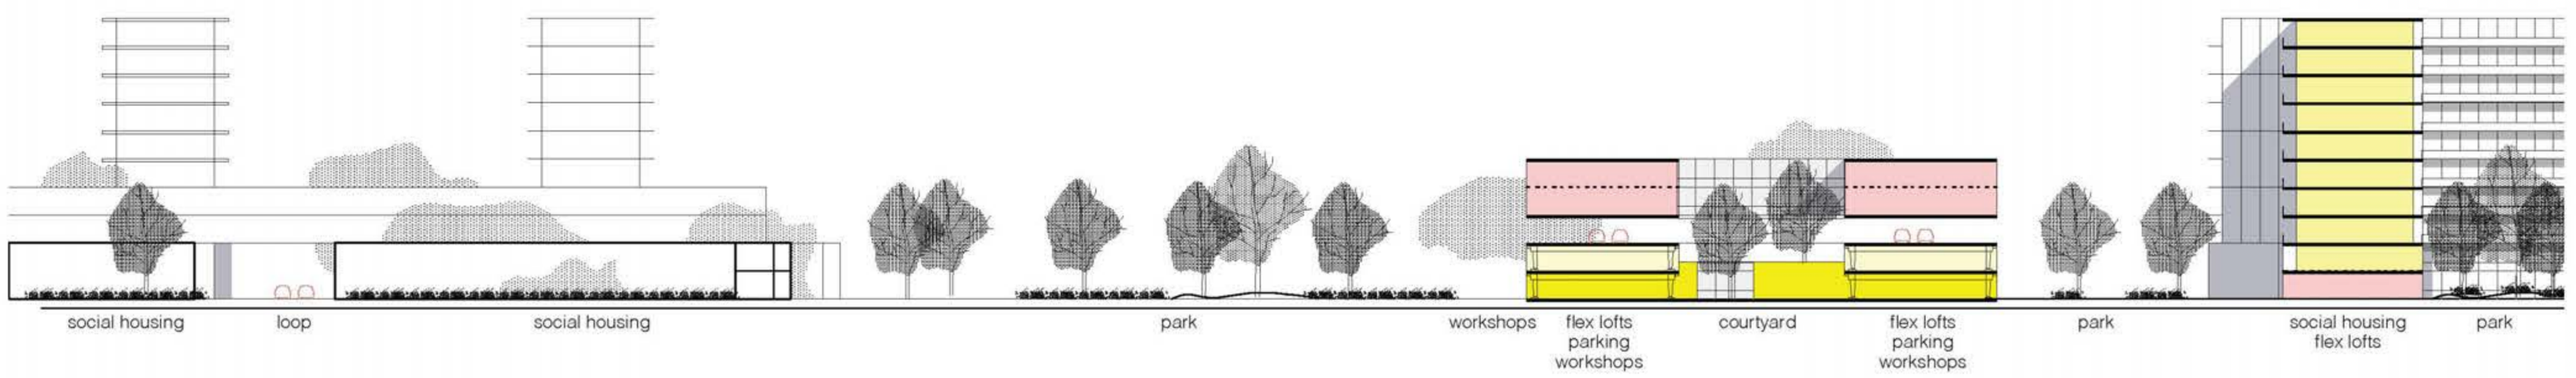 social housing
loop
social housing
park
workshops
flex lofts
parking
workshops
courtyard
flex lofts
parking
workshops
park
social housing
flex lofts
park